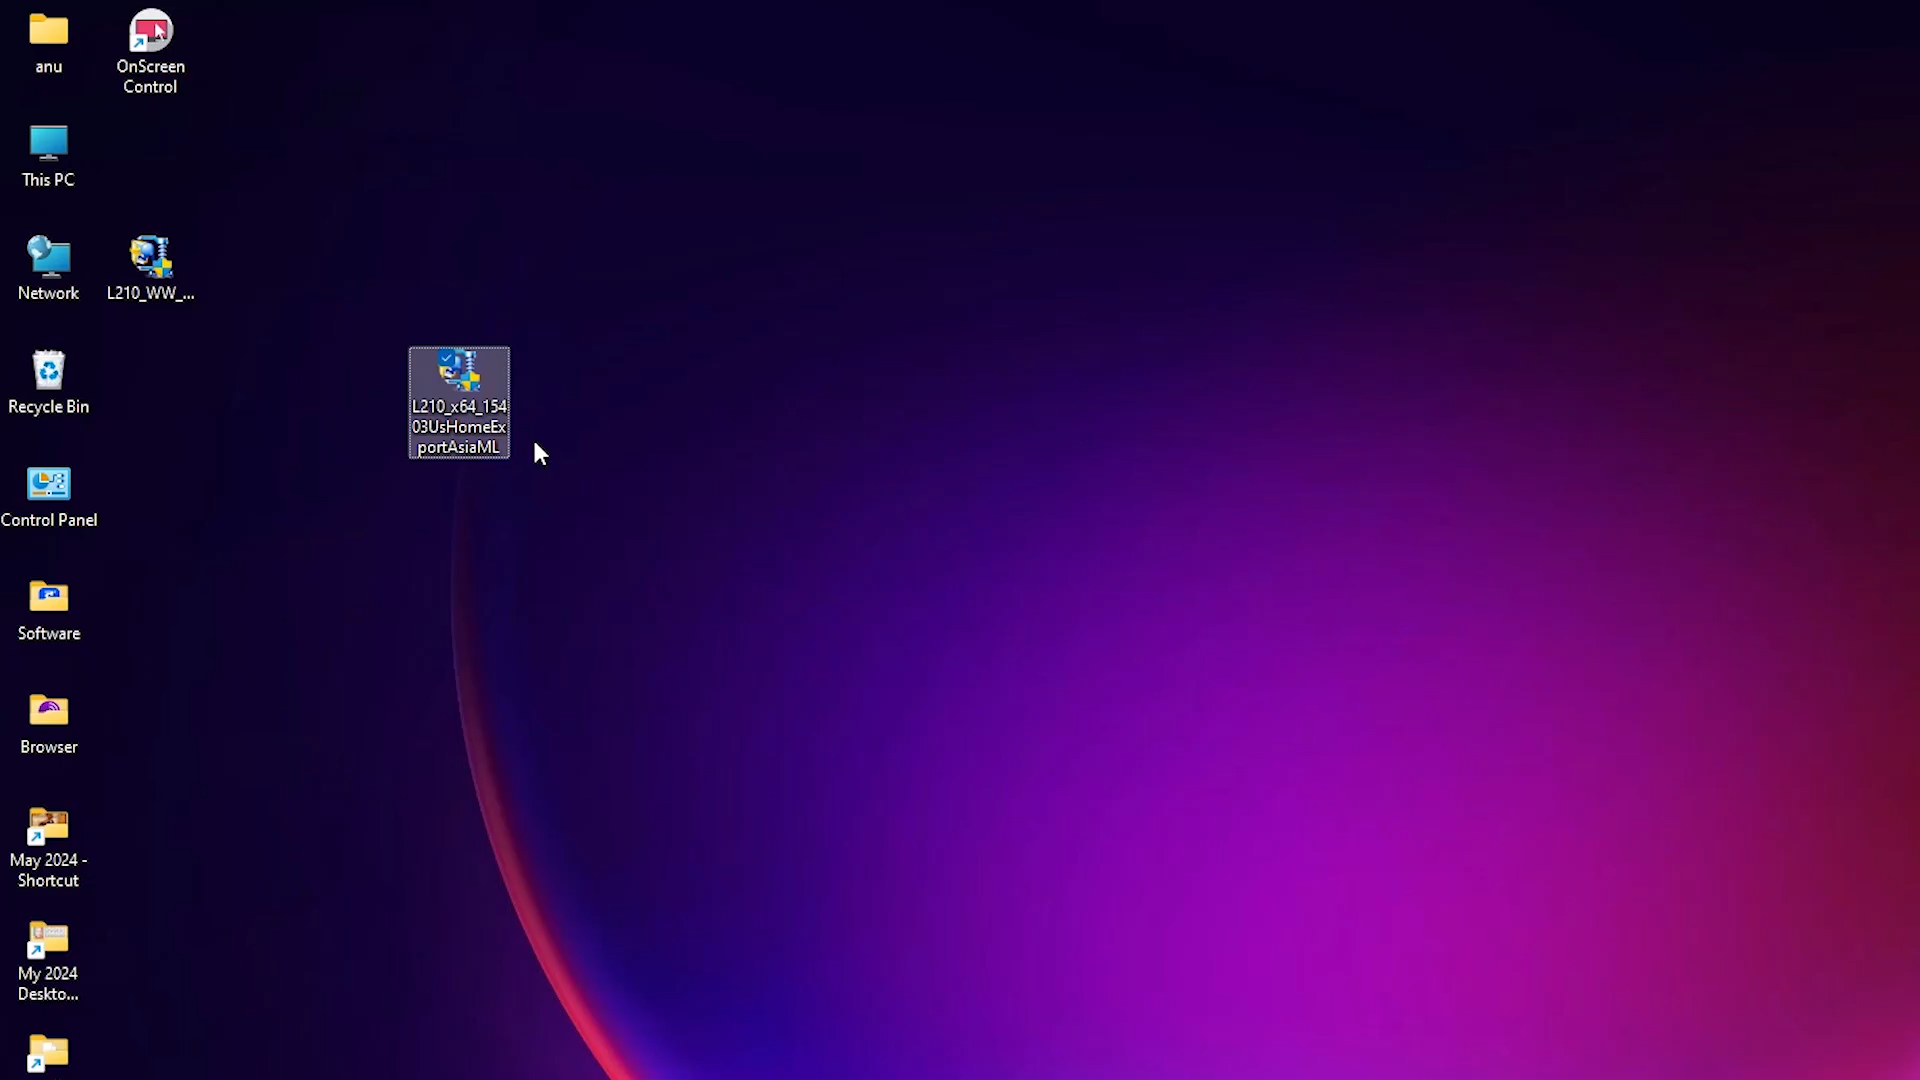 anu
OnScreen
Control
This PC
Network
L210_WW_...
Recycle Bin
L210_x64_154
03UsHomeEx
portAsiaML
Control Panel
Software
Browser
May 2024 -
Shortcut
My 2024
Deskto...